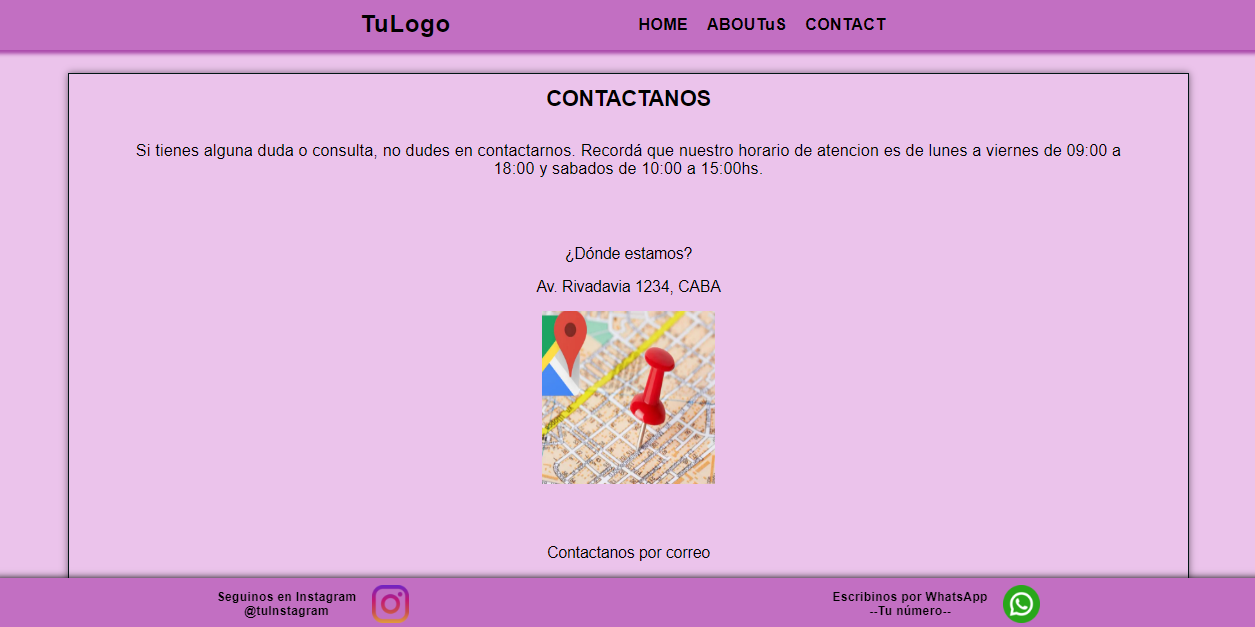 TuLogo
HOME ABOUTuS CONTACT
CONTACTANOS
Si tienes alguna duda o consulta, no dudes en contactarnos. Recordá que nuestro horario de atencion es de lunes a viernes de 09:00 a
18:00 y sabados de 10:00 a 15:00hs.
¿Dónde estamos?
Av. Rivadavia 1234, CABA
Contactanos por correo
Seguinos en Instagram
@tuInstagram
Escribinos por WhatsApp
--Tu número--